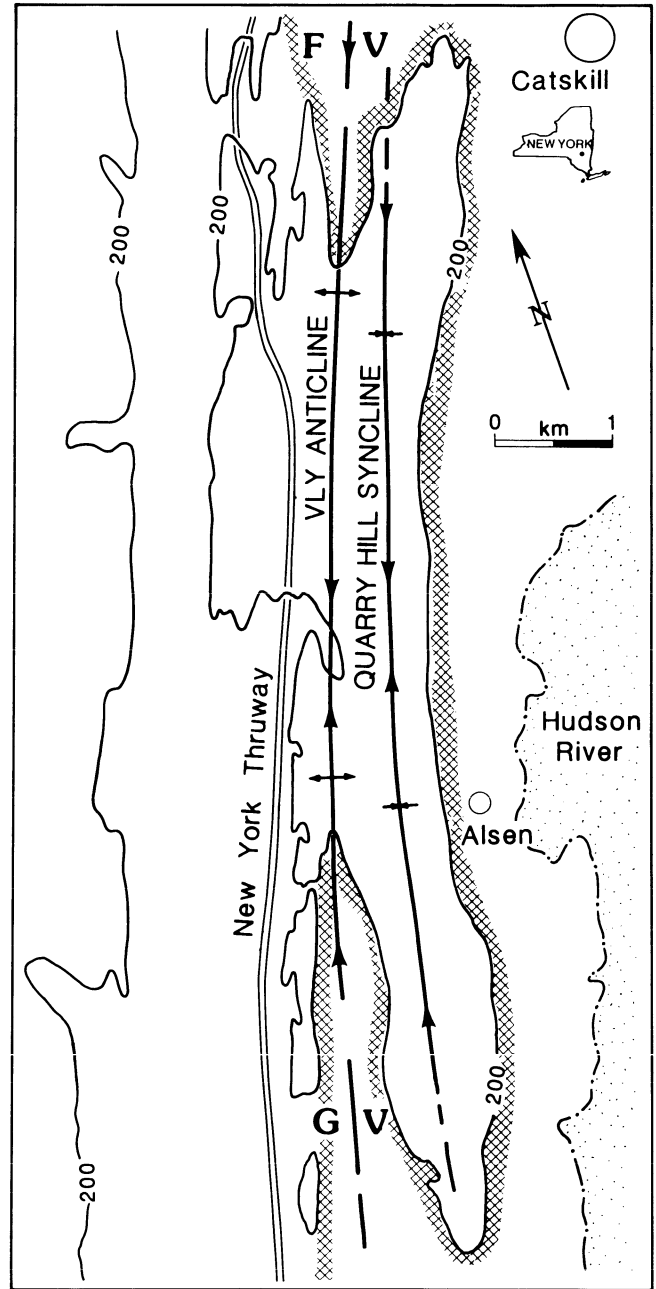 F V
Catskill
NEW YORK
200
200
200
N
0 km 1
VLY ANTICLINE
QUARRY HILL SYNCLINE
New York Thruway
Hudson
River
Alsen
200
G V
200